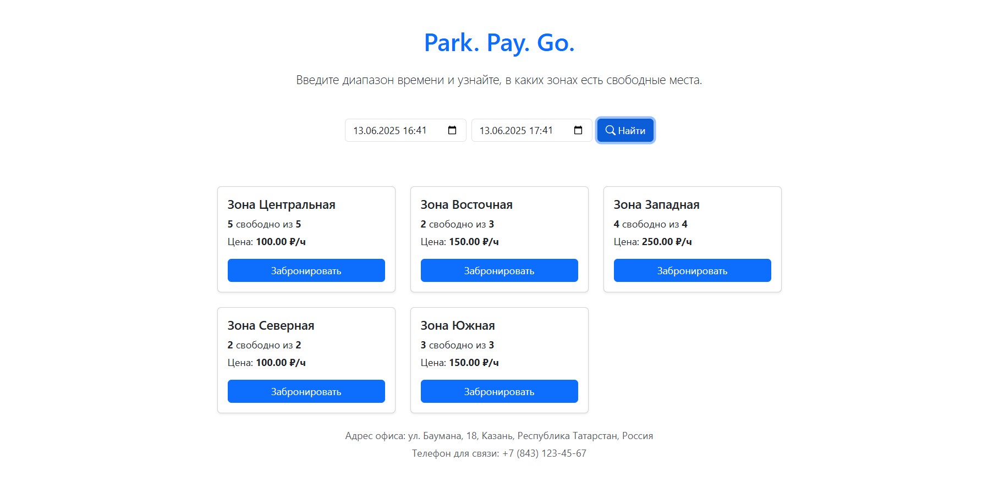 Park. Pay. Go.
Введите диапазон времени и узнайте, в каких зонах есть свободные места.
13.06.2025 16:41
13.06.2025 17:41
Найти
Зона Центральная
5 свободно из 5
Цена: 100.00 ₽/ч
Забронировать
Зона Восточная
2 свободно из 3
Цена: 150.00 ₽/ч
Забронировать
Зона Западная
4 свободно из 4
Цена: 250.00 ₽/ч
Забронировать
Зона Северная
2 свободно из 2
Цена: 100.00 ₽/ч
Забронировать
Зона Южная
3 свободно из 3
Цена: 150.00 ₽/ч
Забронировать
Адрес офиса: ул. Баумана, 18, Казань, Республика Татарстан, Россия
Телефон для связи: +7 (843) 123-45-67